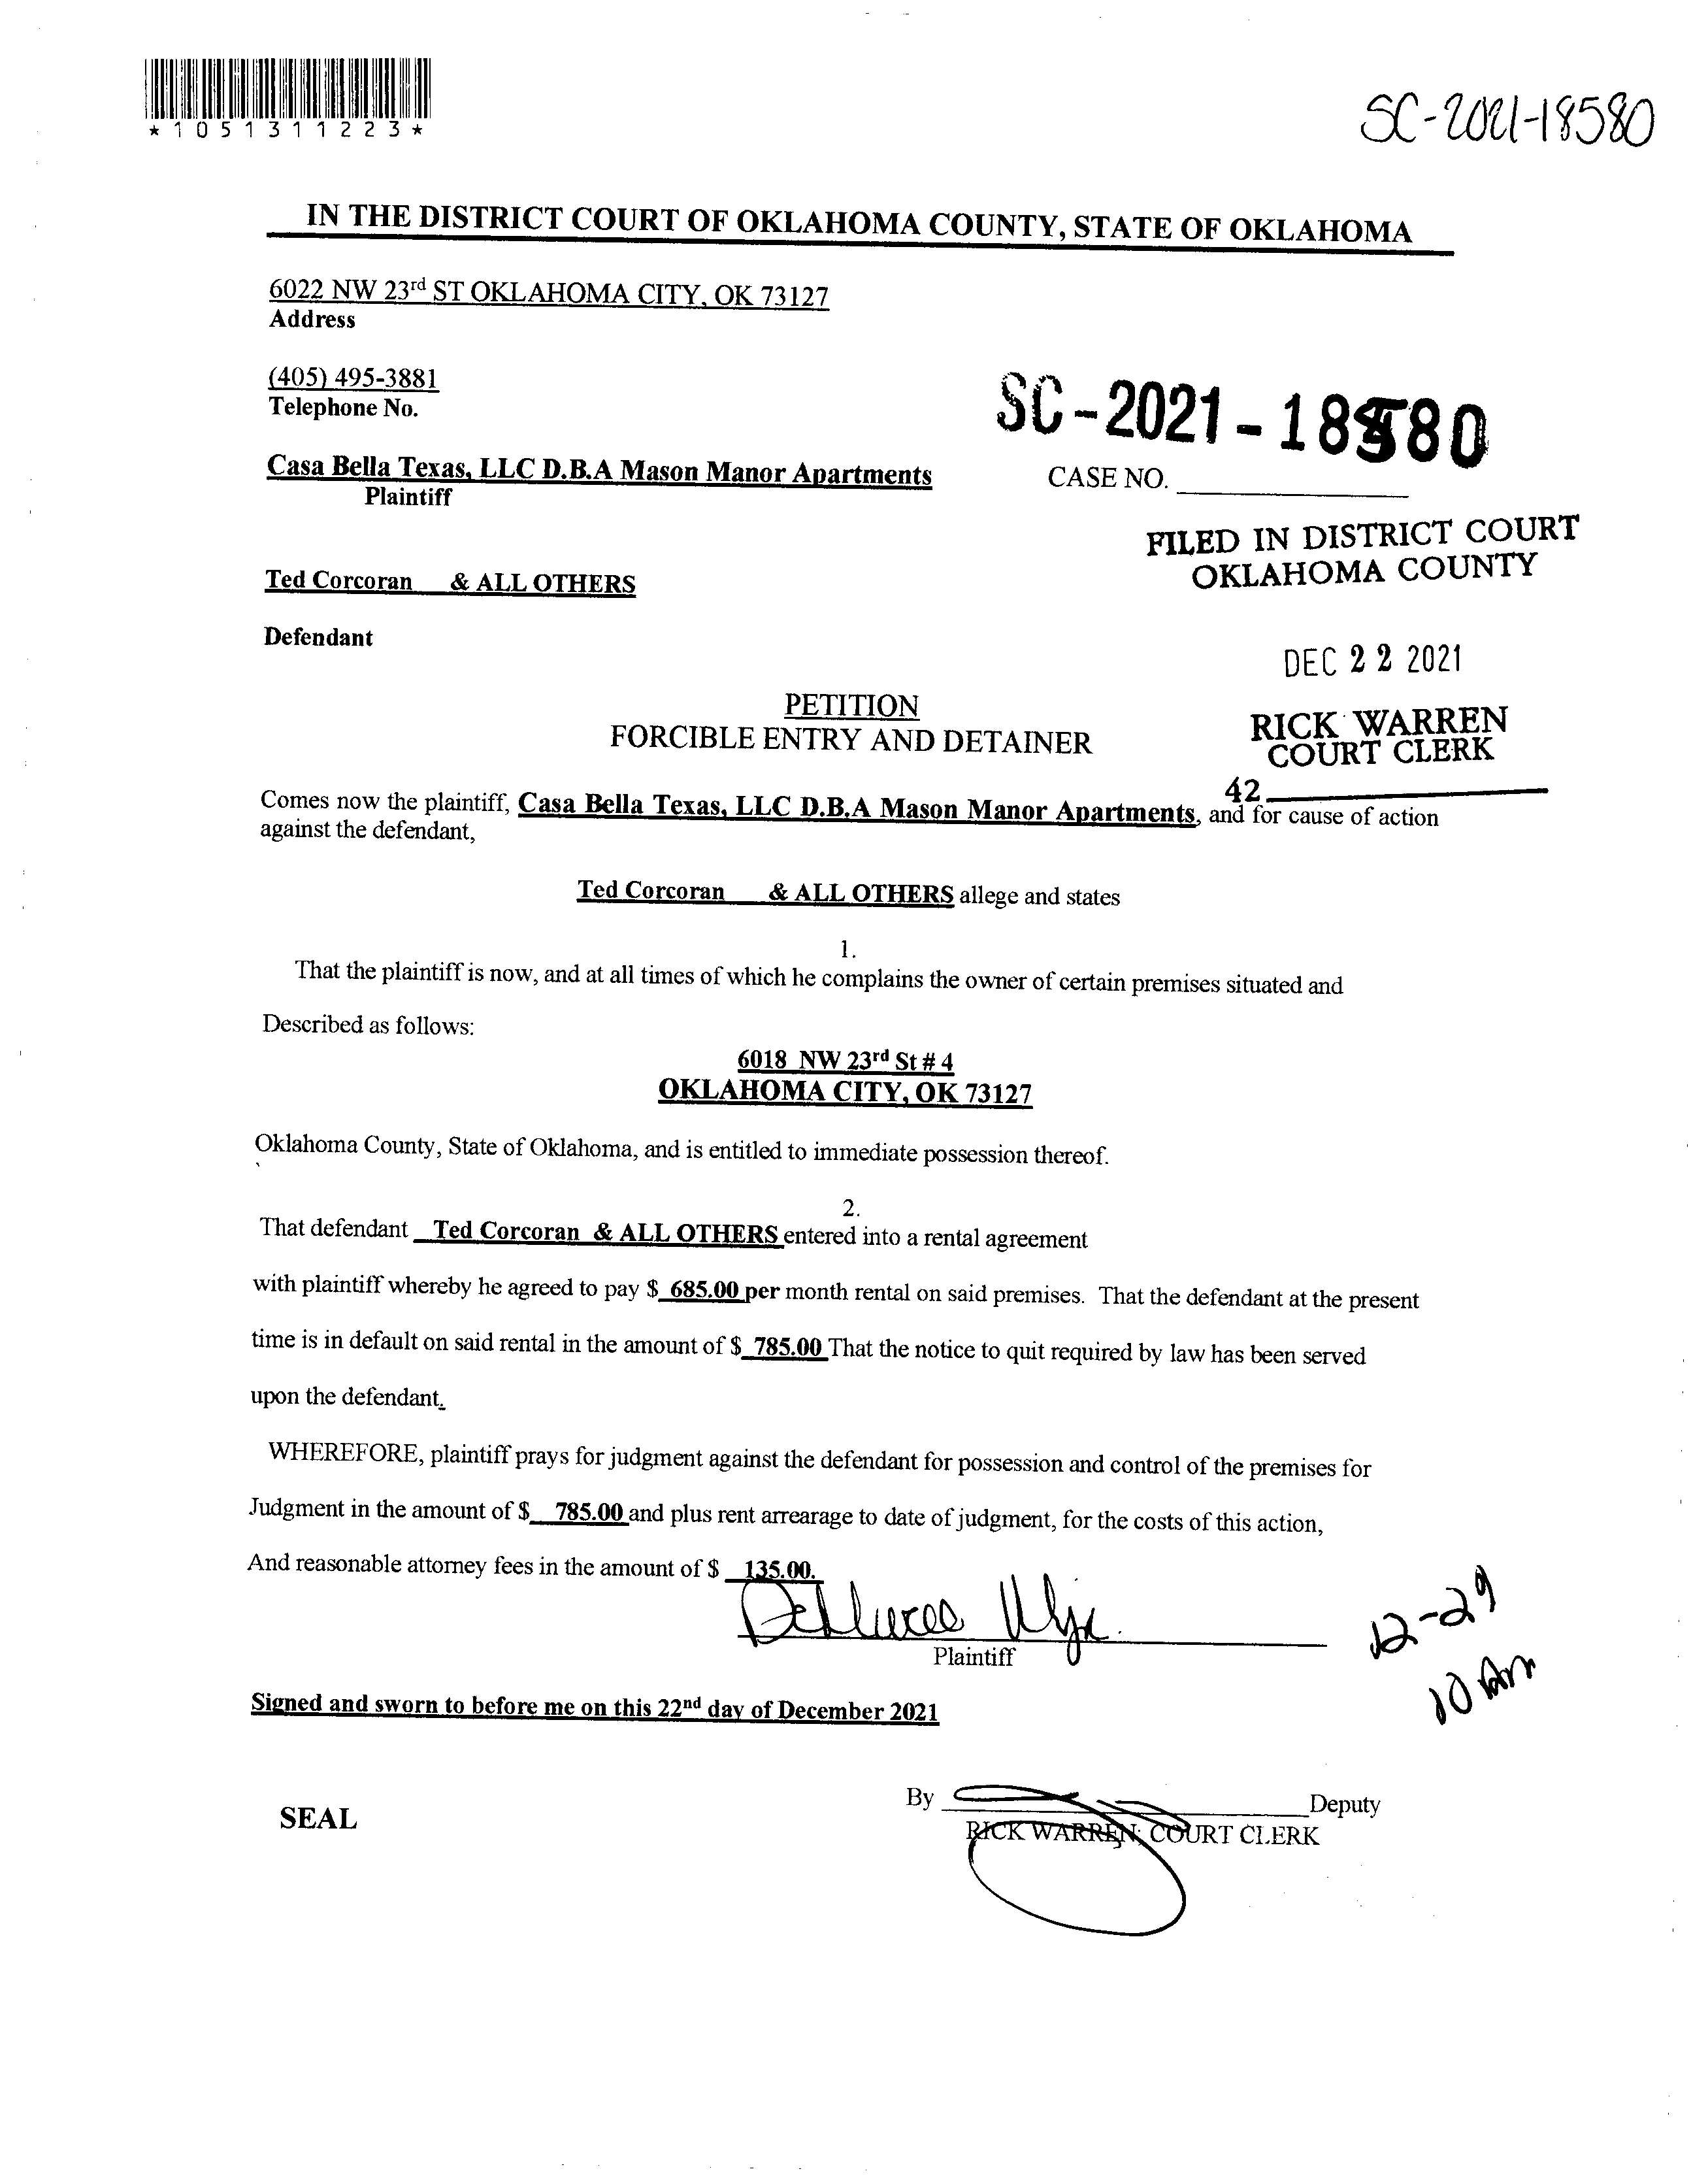 *1051311223*
SC-2021-18580
IN THE DISTRICT COURT OF OKLAHOMA COUNTY, STATE OF OKLAHOMA
6022 NW 23rd ST OKLAHOMA CITY, OK 73127
Address
(405) 495-3881
Telephone No.
SC-2021-18580
Casa Bella Texas, LLC D.B.A Mason Manor Apartments
Plaintiff
CASE NO.
FILED IN DISTRICT COURT
OKLAHOMA COUNTY
Ted Corcoran & ALL OTHERS
Defendant
DEC 22 2021
PETITION
FORCIBLE ENTRY AND DETAINER
RICK WARREN
COURT CLERK
42
Comes now the plaintiff, Casa Bella Texas, LLC D.B.A Mason Manor Apartments, and for cause of action
against the defendant,
Ted Corcoran & ALL OTHERS allege and states
1.
That the plaintiff is now, and at all times of which he complains the owner of certain premises situated and
Described as follows:
6018 NW 23rd St # 4
OKLAHOMA CITY, OK 73127
Oklahoma County, State of Oklahoma, and is entitled to immediate possession thereof.
2.
That defendant Ted Corcoran & ALL OTHERS entered into a rental agreement
with plaintiff whereby he agreed to pay $ 685.00 per month rental on said premises. That the defendant at the present
time is in default on said rental in the amount of $ 785.00 That the notice to quit required by law has been served
upon the defendant.
WHEREFORE, plaintiff prays for judgment against the defendant for possession and control of the premises for
Judgment in the amount of $ 785.00 and plus rent arrearage to date of judgment, for the costs of this action,
And reasonable attorney fees in the amount of $ 135.00.
Plaintiff
12-29
10 am
Signed and sworn to before me on this 22nd day of December 2021
SEAL
By Deputy
RICK WARREN, COURT CLERK